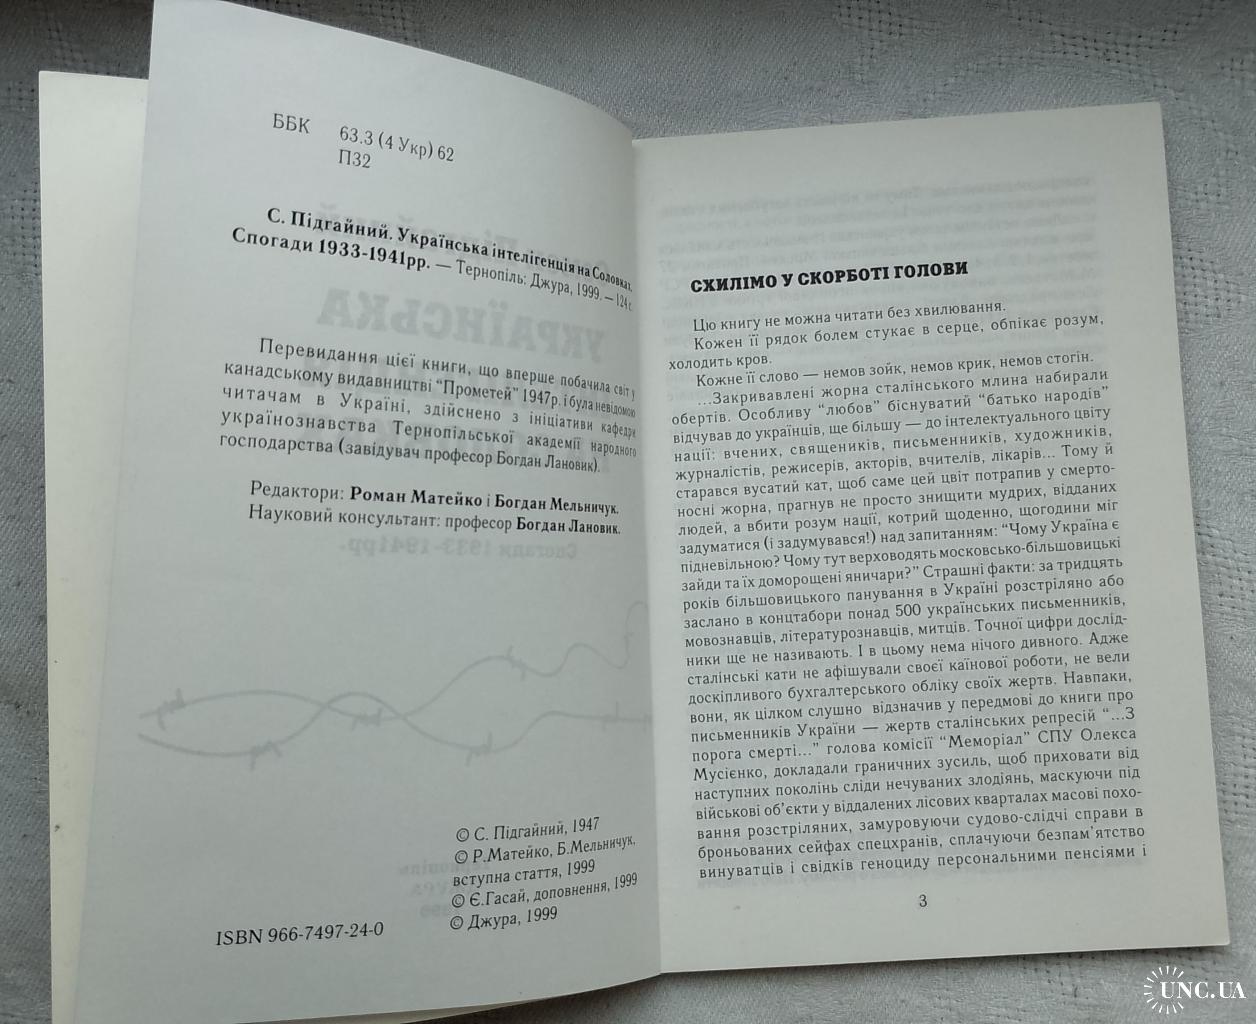 ББК 63.3 (4 Укр) 62
П32
С. Підгайний. Українська інтелігенція на Соловках.
Спогади 1933-1941рр. — Тернопіль: Джура, 1999. — 124 с.
Перевидання цієї книги, що вперше побачила світ у
канадському видавництві “Прометей” 1947р. і була невідомою
читачам в Україні, здійснено з ініціативи кафедри
українознавства Тернопільської академії народного
господарства (завідувач професор Богдан Лановик).
Редактори: Роман Матейко і Богдан Мельничук.
Науковий консультант: професор Богдан Лановик.
© С. Підгайний, 1947
© Р.Матейко, Б.Мельничук,
вступна стаття, 1999
© Є.Гасай, доповнення, 1999
© Джура, 1999
ISBN 966-7497-24-0
СХИЛІМО У СКОРБОТІ ГОЛОВИ
Цю книгу не можна читати без хвилювання.
Кожен її рядок болем стукає в серце, обпікає розум,
холодить кров.
Кожне її слово — немов зойк, немов крик, немов стогін.
...Закривавлені жорна сталінського млина набирали
обертів. Особливу “любов” біснуватий “батько народів”
відчував до українців, ще більшу — до інтелектуального цвіту
нації: вчених, священиків, письменників, художників,
журналістів, режисерів, акторів, вчителів, лікарів... Тому й
старався вусатий кат, щоб саме цей цвіт потрапив у смерто-
носні жорна, прагнув не просто знищити мудрих, відданих
людей, а вбити розум нації, котрий щоденно, щогодини міг
задуматися (і задумувався!) над запитанням: “Чому Україна є
підневільною? Чому тут верховодять московсько-більшовицькі
зайди та їх доморощені яничари?” Страшні факти: за тридцять
років більшовицького панування в Україні розстріляно або
заслано в концтабори понад 500 українських письменників,
мовознавців, літературознавців, митців. Точної цифри дослід-
ники ще не називають. І в цьому нема нічого дивного. Адже
сталінські кати не афішували своєї каїнової роботи, не вели
доскіпливого бухгалтерського обліку своїх жертв. Навпаки,
вони, як цілком слушно відзначив у передмові до книги про
письменників України — жертв сталінських репресій “...З
порога смерті...” голова комісії “Меморіал” СПУ Олекса
Мусієнко, докладали граничних зусиль, щоб приховати від
наступних поколінь сліди нечуваних злодіянь, маскуючи під
військові об’єкти у віддалених лісових кварталах масові похо-
вання розстріляних, замуровуючи судово-слідчі справи в
броньованих сейфах спецхранів, сплачуючи безпам’ятство
винуватців і свідків геноциду персональними пенсіями і
3
UNC.UA